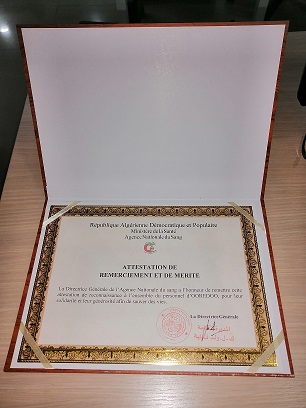 République Algérienne Démocratique et Populaire
Ministère de la Santé
Agence Nationale du Sang
ATTESTATION DE
REMERCIEMENT ET DE MERITE
La Directrice Générale de l'Agence Nationale du sang a l'honneur de remettre cette
attestation de reconnaissance à l'ensemble du personnel d'OOREDOO, pour leur
solidarité et leur générosité afin de sauver des vies.
La Directrice Générale